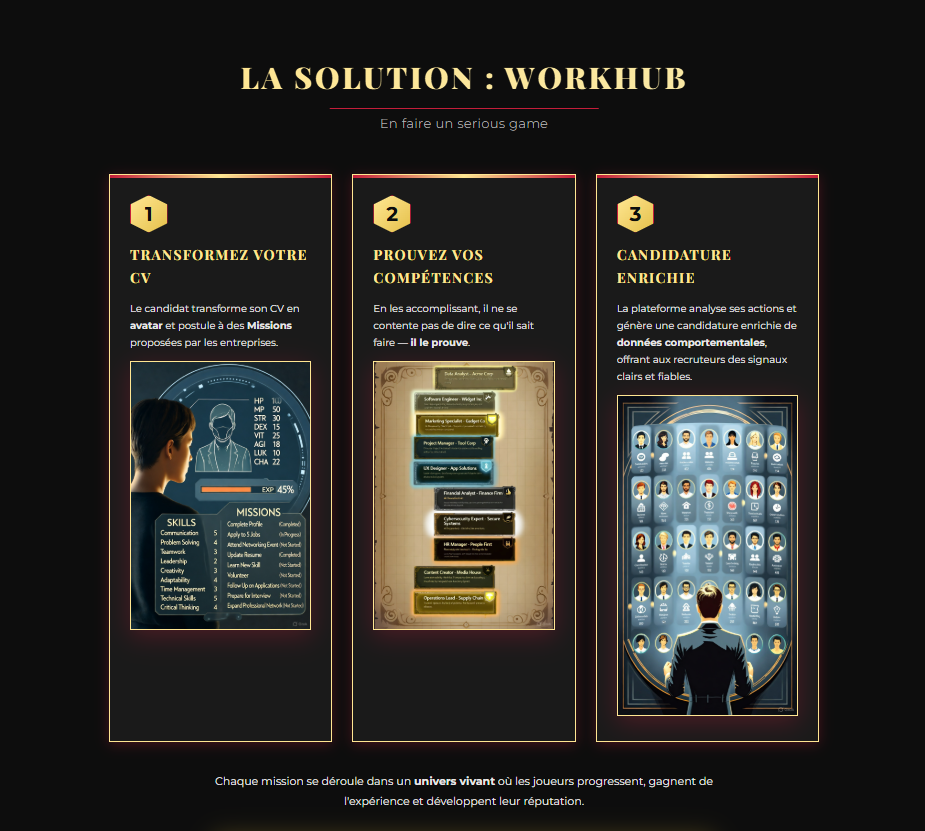 LA SOLUTION : WORKHUB
En faire un serious game
1
TRANSFORMEZ VOTRE
CV
Le candidat transforme son CV en
avatar et postule à des Missions
proposées par les entreprises.
HP
MP 50
STR 30
DEX 15
VIT 25
AGI 18
LUK 10
CHA 22
EXP 45%
SKILLS
Communication 5
Problem Solving 4
Teamwork 3
Leadership 2
Creativity 3
Adaptability 4
Time Management 3
Technical Skills 5
Critical Thinking 4
MISSIONS
Complete Profile (Completed)
Apply to 5 Jobs (In Progress)
Attend Networking Event (Not Started)
Update Resume (Completed)
Learn New Skill (Not Started)
Volunteer (Not Started)
Follow Up on Applications (Not Started)
Prepare for Interview (Not Started)
Expand Professional Network (Not Started)
2
PROUVEZ VOS
COMPÉTENCES
En les accomplissant, il ne se
contente pas de dire ce qu'il sait
faire — il le prouve.
Data Analyst - Acme Corp
Software Engineer - Widget Inc
Marketing Specialist - Gadget Co
Project Manager - Tool Corp
UX Designer - App Solutions
Financial Analyst - Finance Firm
Cybersecurity Expert - Secure
Systems
HR Manager - People First
Content Creator - Media House
Operations Lead - Supply Chain
3
CANDIDATURE
ENRICHIE
La plateforme analyse ses actions et
génère une candidature enrichie de
données comportementales,
offrant aux recruteurs des signaux
clairs et fiables.
Chaque mission se déroule dans un univers vivant où les joueurs progressent, gagnent de
l'expérience et développent leur réputation.